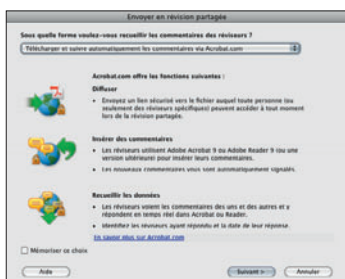 Envoyer en révision partagée
Sous quelle forme voulez-vous recueillir les commentaires des réviseurs ?
Télécharger et suivre automatiquement les commentaires via Acrobat.com
Acrobat.com offre les fonctions suivantes :
Diffuser
• Envoyez un lien sécurisé vers le fichier auquel toute personne (ou
seulement des réviseurs spécifiques) peuvent accéder à tout moment
lors de la révision partagée.
Insérer des commentaires
• Les réviseurs utilisent Adobe Acrobat 9 ou Adobe Reader 9 (ou une
version ultérieure) pour insérer leurs commentaires.
• Les nouveaux commentaires vous sont automatiquement signalés.
Recueillir les données
• Les réviseurs voient les commentaires des uns et des autres et y
répondent en temps réel dans Acrobat ou Reader.
• Identifiez les réviseurs ayant répondu et la date de leur réponse.
En savoir plus sur Acrobat.com
Mémoriser ce choix
Aide
Suivant >
Annuler